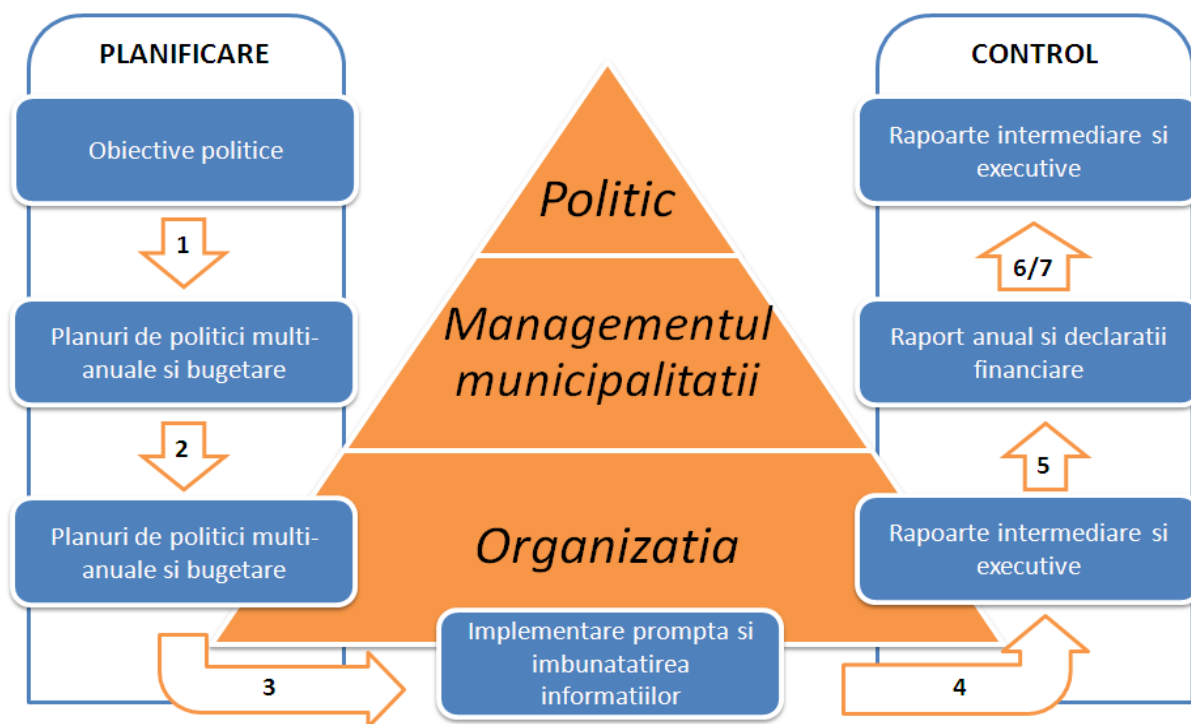 PLANIFICARE
Obiective politice
1
Planuri de politici multi-
anuale si bugetare
2
Planuri de politici multi-
anuale si bugetare
3
Politic
Managementul
municipalitatii
Organizatia
Implementare prompta si
imbunatatirea
informatiilor
4
CONTROL
Rapoarte intermediare si
executive
6/7
Raport anual si declaratii
financiare
5
Rapoarte intermediare si
executive